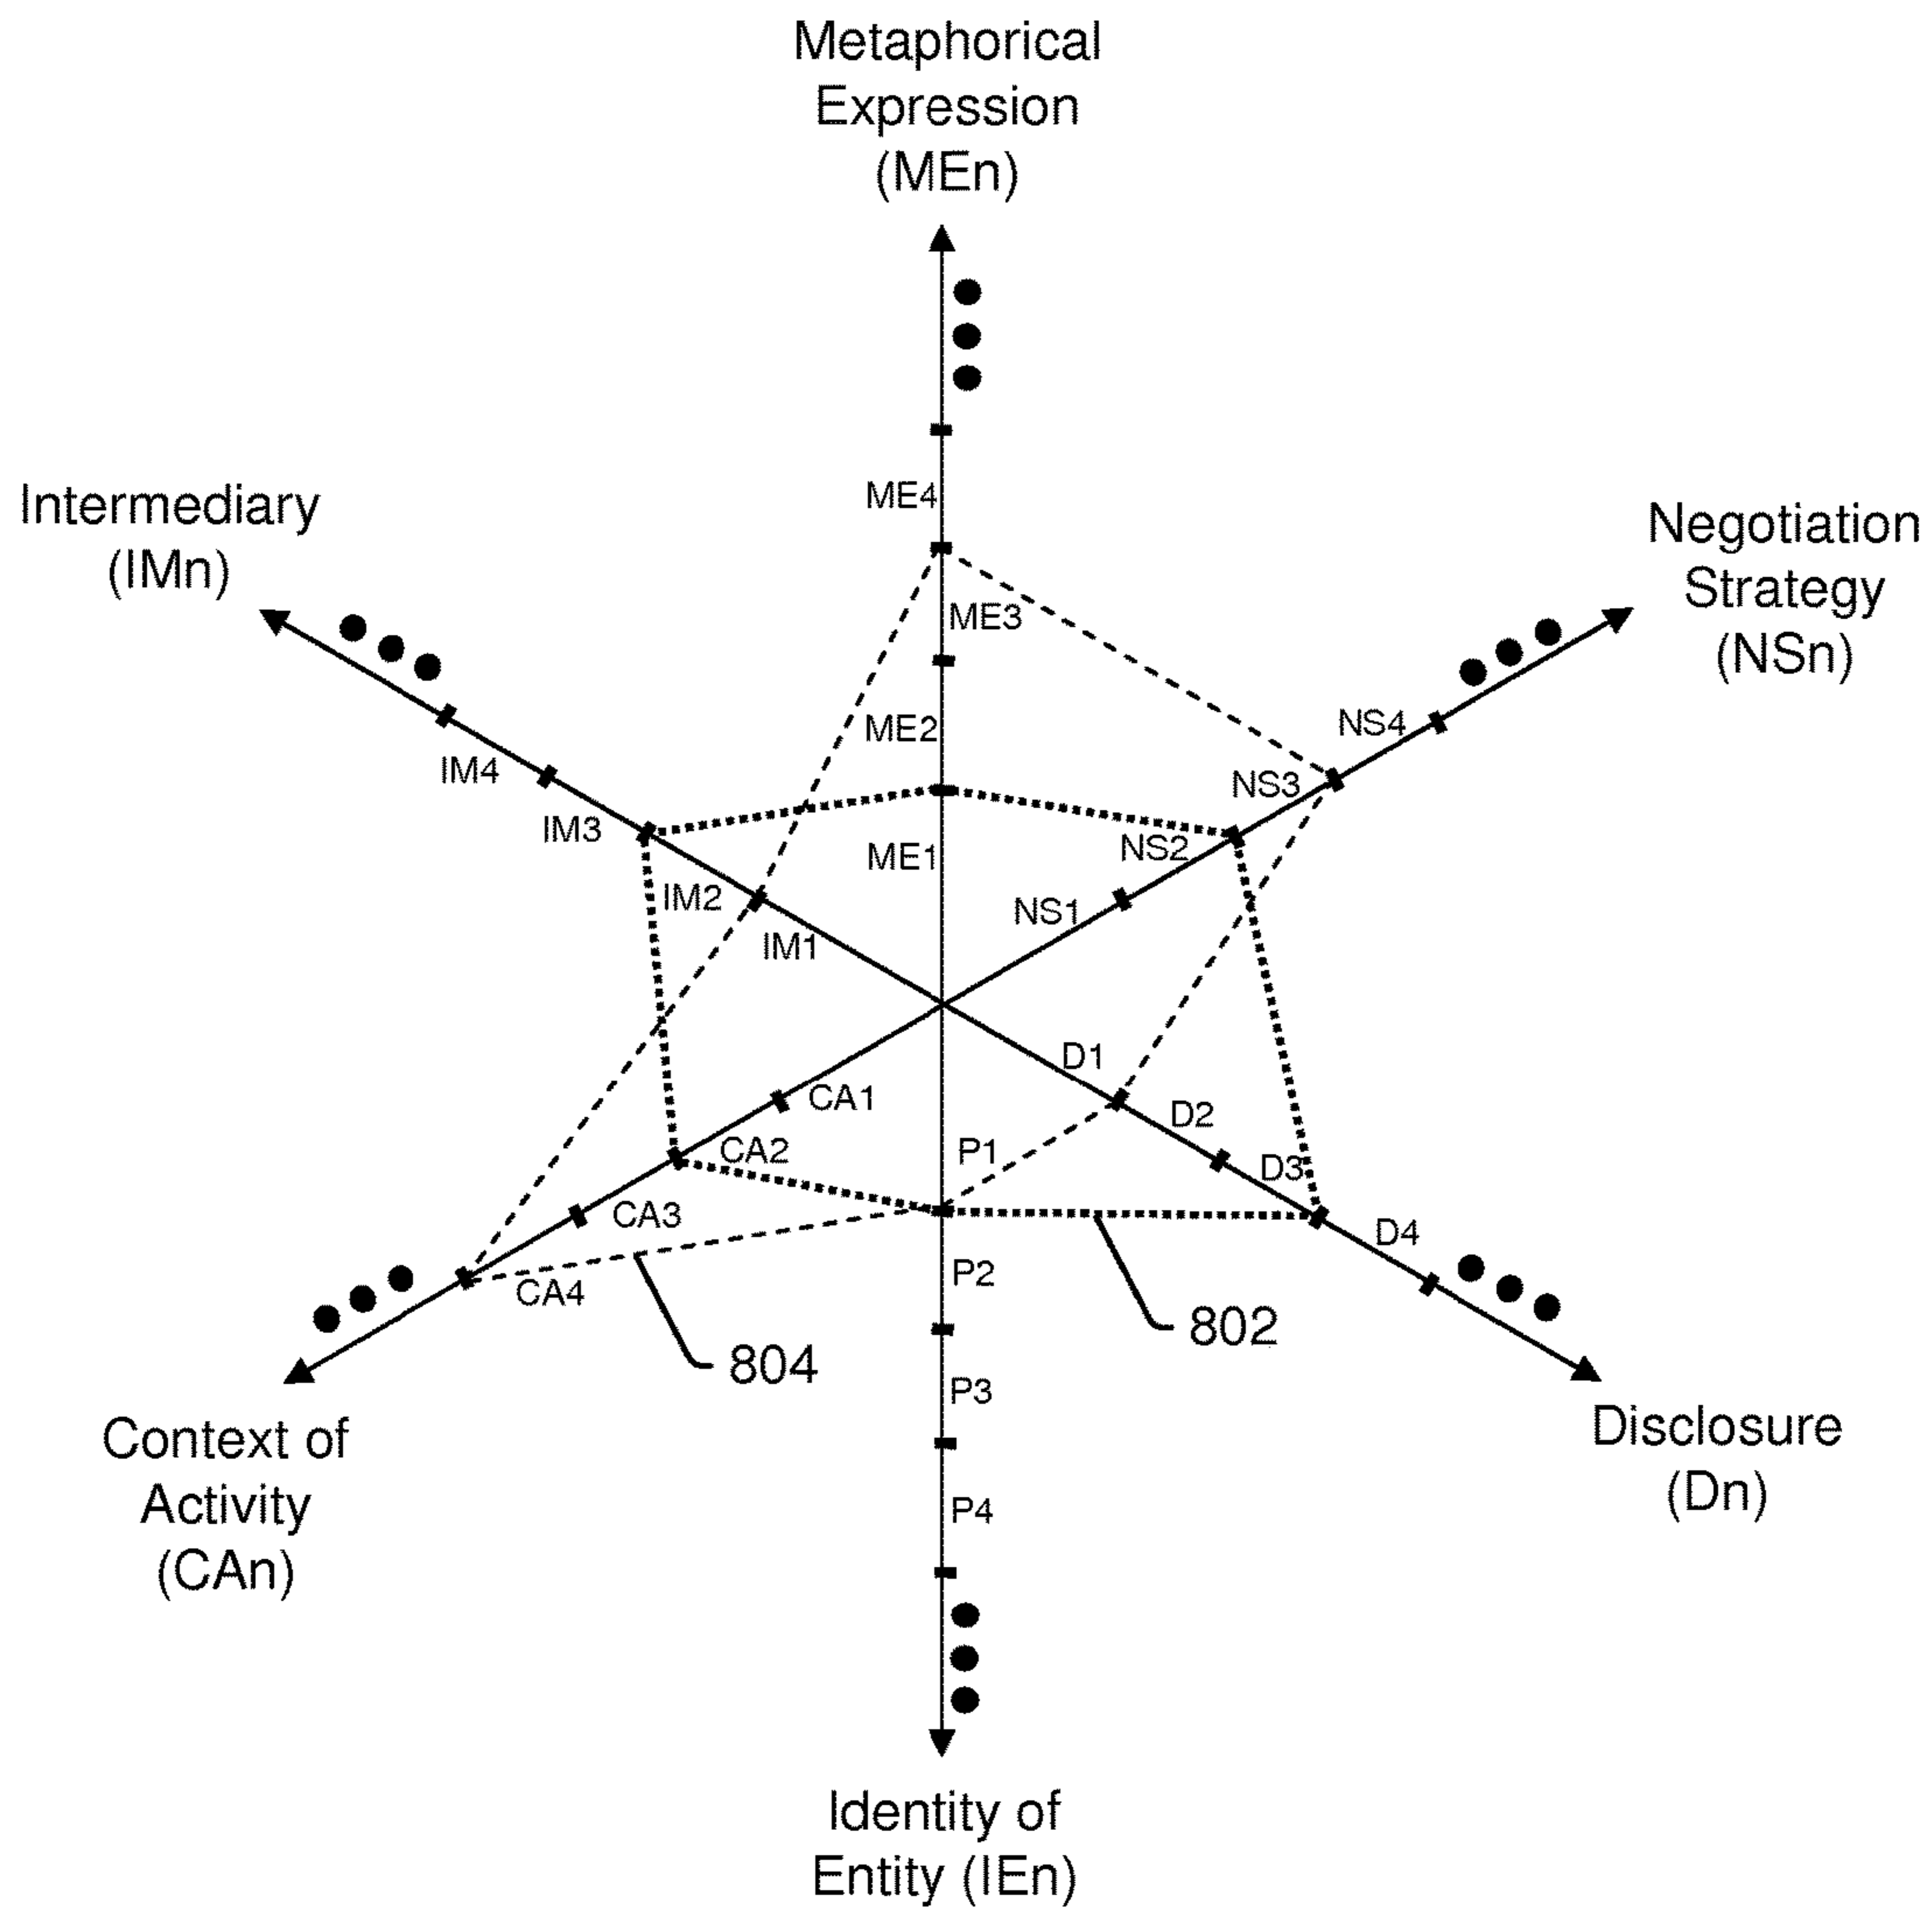 Metaphorical
Expression
(MEn)
Intermediary
(IMn)
Negotiation
Strategy
(NSn)
ME4
ME3
ME2
ME1
NS4
NS3
NS2
NS1
IM4
IM3
IM2
IM1
D1
D2
D3
D4
CA1
CA2
CA3
CA4
P1
P2
P3
P4
802
804
Context of
Activity
(CAn)
Disclosure
(Dn)
Identity of
Entity (IEn)